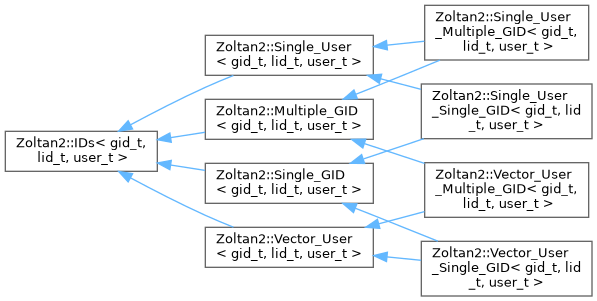 Zoltan2::IDs< gid_t,
lid_t, user_t >
Zoltan2::Single_User
< gid_t, lid_t, user_t >
Zoltan2::Multiple_GID
< gid_t, lid_t, user_t >
Zoltan2::Single_GID
< gid_t, lid_t, user_t >
Zoltan2::Vector_User
< gid_t, lid_t, user_t >
Zoltan2::Single_User
_Multiple_GID< gid_t,
lid_t, user_t >
Zoltan2::Single_User
_Single_GID< gid_t, lid
_t, user_t >
Zoltan2::Vector_User
_Multiple_GID< gid_t,
lid_t, user_t >
Zoltan2::Vector_User
_Single_GID< gid_t, lid
_t, user_t >